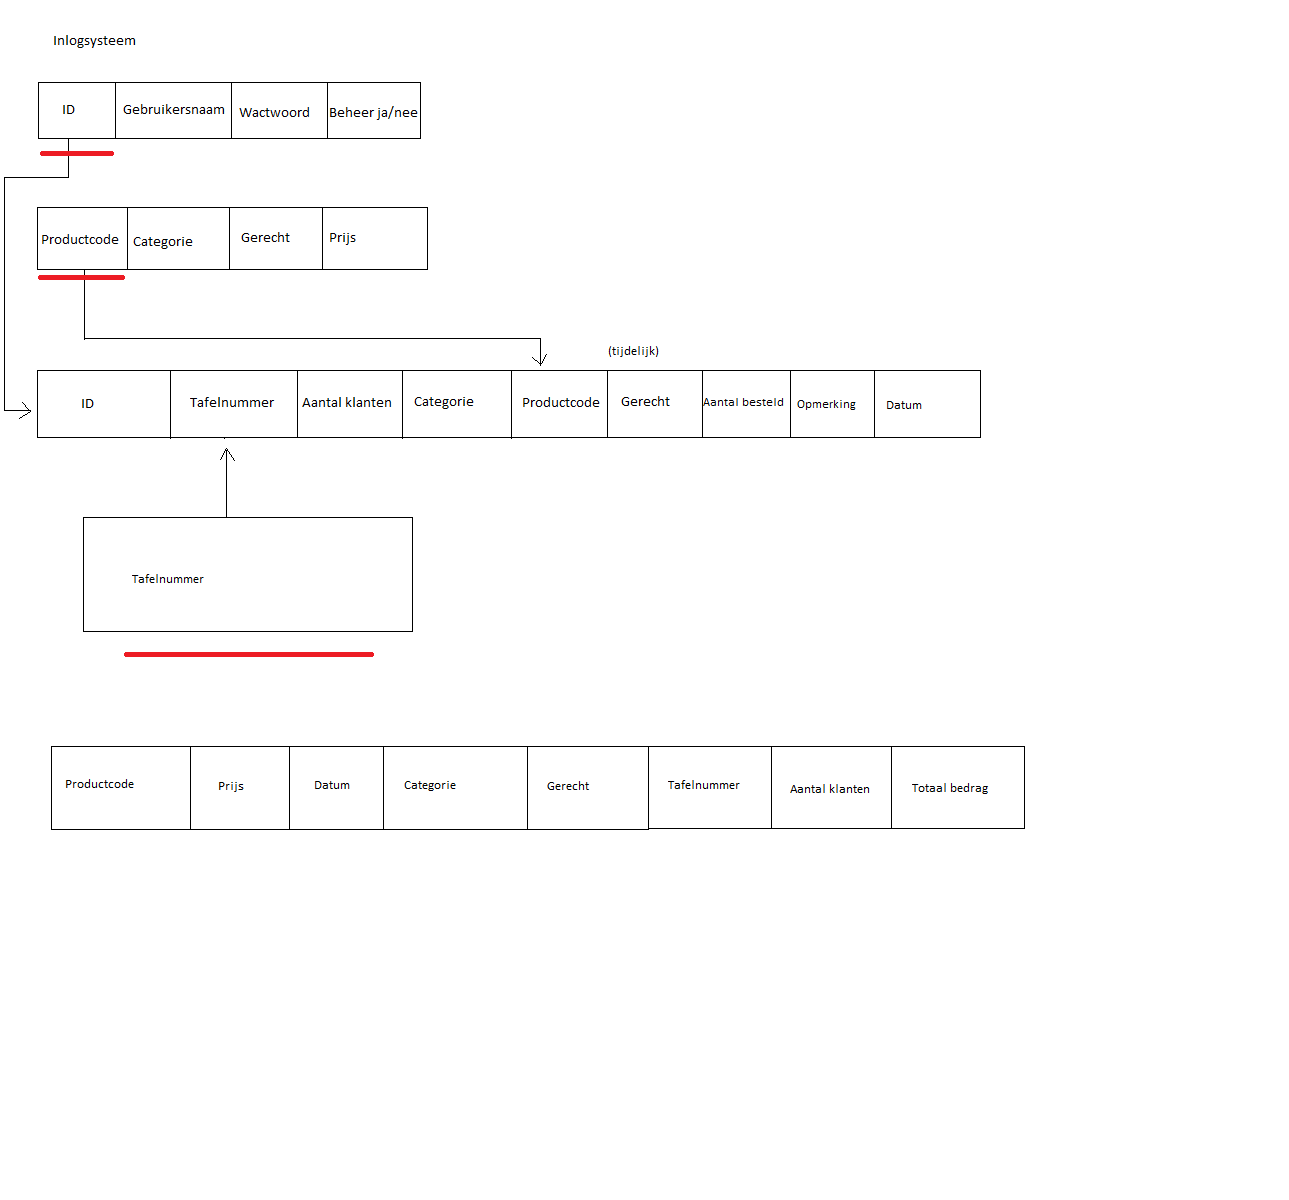 Inlogsysteem
ID Gebruikersnaam Wactwoord Beheer ja/nee
Productcode Categorie Gerecht Prijs
(tijdelijk)
ID Tafelnummer Aantal klanten Categorie Productcode Gerecht Aantal besteld Opmerking Datum
Tafelnummer
Productcode Prijs Datum Categorie Gerecht Tafelnummer Aantal klanten Totaal bedrag